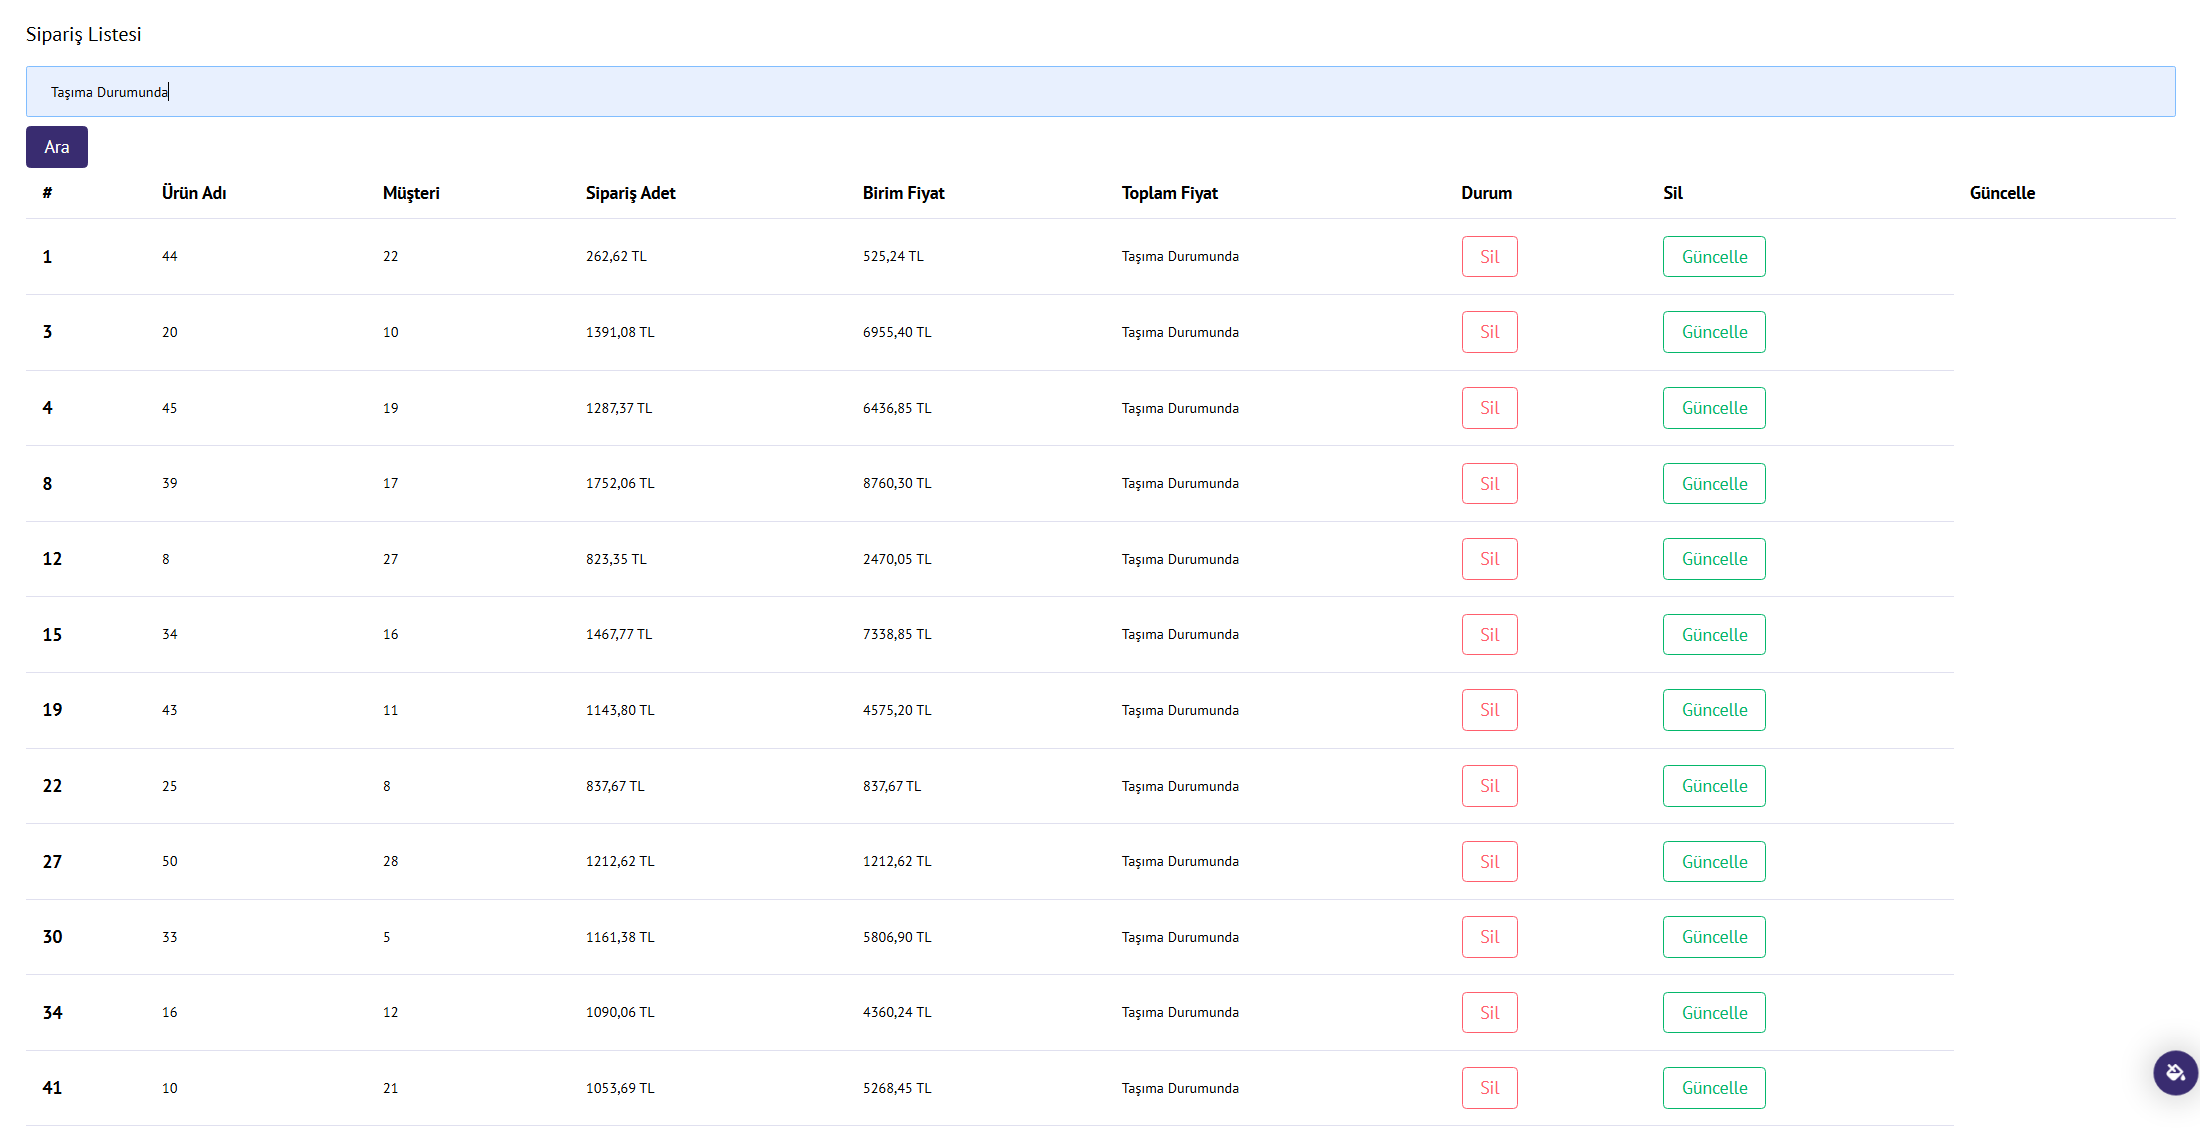 Sipariş Listesi
Taşıma Durumunda
Ara
# Ürün Adı Müşteri Sipariş Adet Birim Fiyat Toplam Fiyat Durum Sil Güncelle
1 44 22 262,62 TL 525,24 TL Taşıma Durumunda Sil Güncelle
3 20 10 1391,08 TL 6955,40 TL Taşıma Durumunda Sil Güncelle
4 45 19 1287,37 TL 6436,85 TL Taşıma Durumunda Sil Güncelle
8 39 17 1752,06 TL 8760,30 TL Taşıma Durumunda Sil Güncelle
12 8 27 823,35 TL 2470,05 TL Taşıma Durumunda Sil Güncelle
15 34 16 1467,77 TL 7338,85 TL Taşıma Durumunda Sil Güncelle
19 43 11 1143,80 TL 4575,20 TL Taşıma Durumunda Sil Güncelle
22 25 8 837,67 TL 837,67 TL Taşıma Durumunda Sil Güncelle
27 50 28 1212,62 TL 1212,62 TL Taşıma Durumunda Sil Güncelle
30 33 5 1161,38 TL 5806,90 TL Taşıma Durumunda Sil Güncelle
34 16 12 1090,06 TL 4360,24 TL Taşıma Durumunda Sil Güncelle
41 10 21 1053,69 TL 5268,45 TL Taşıma Durumunda Sil Güncelle